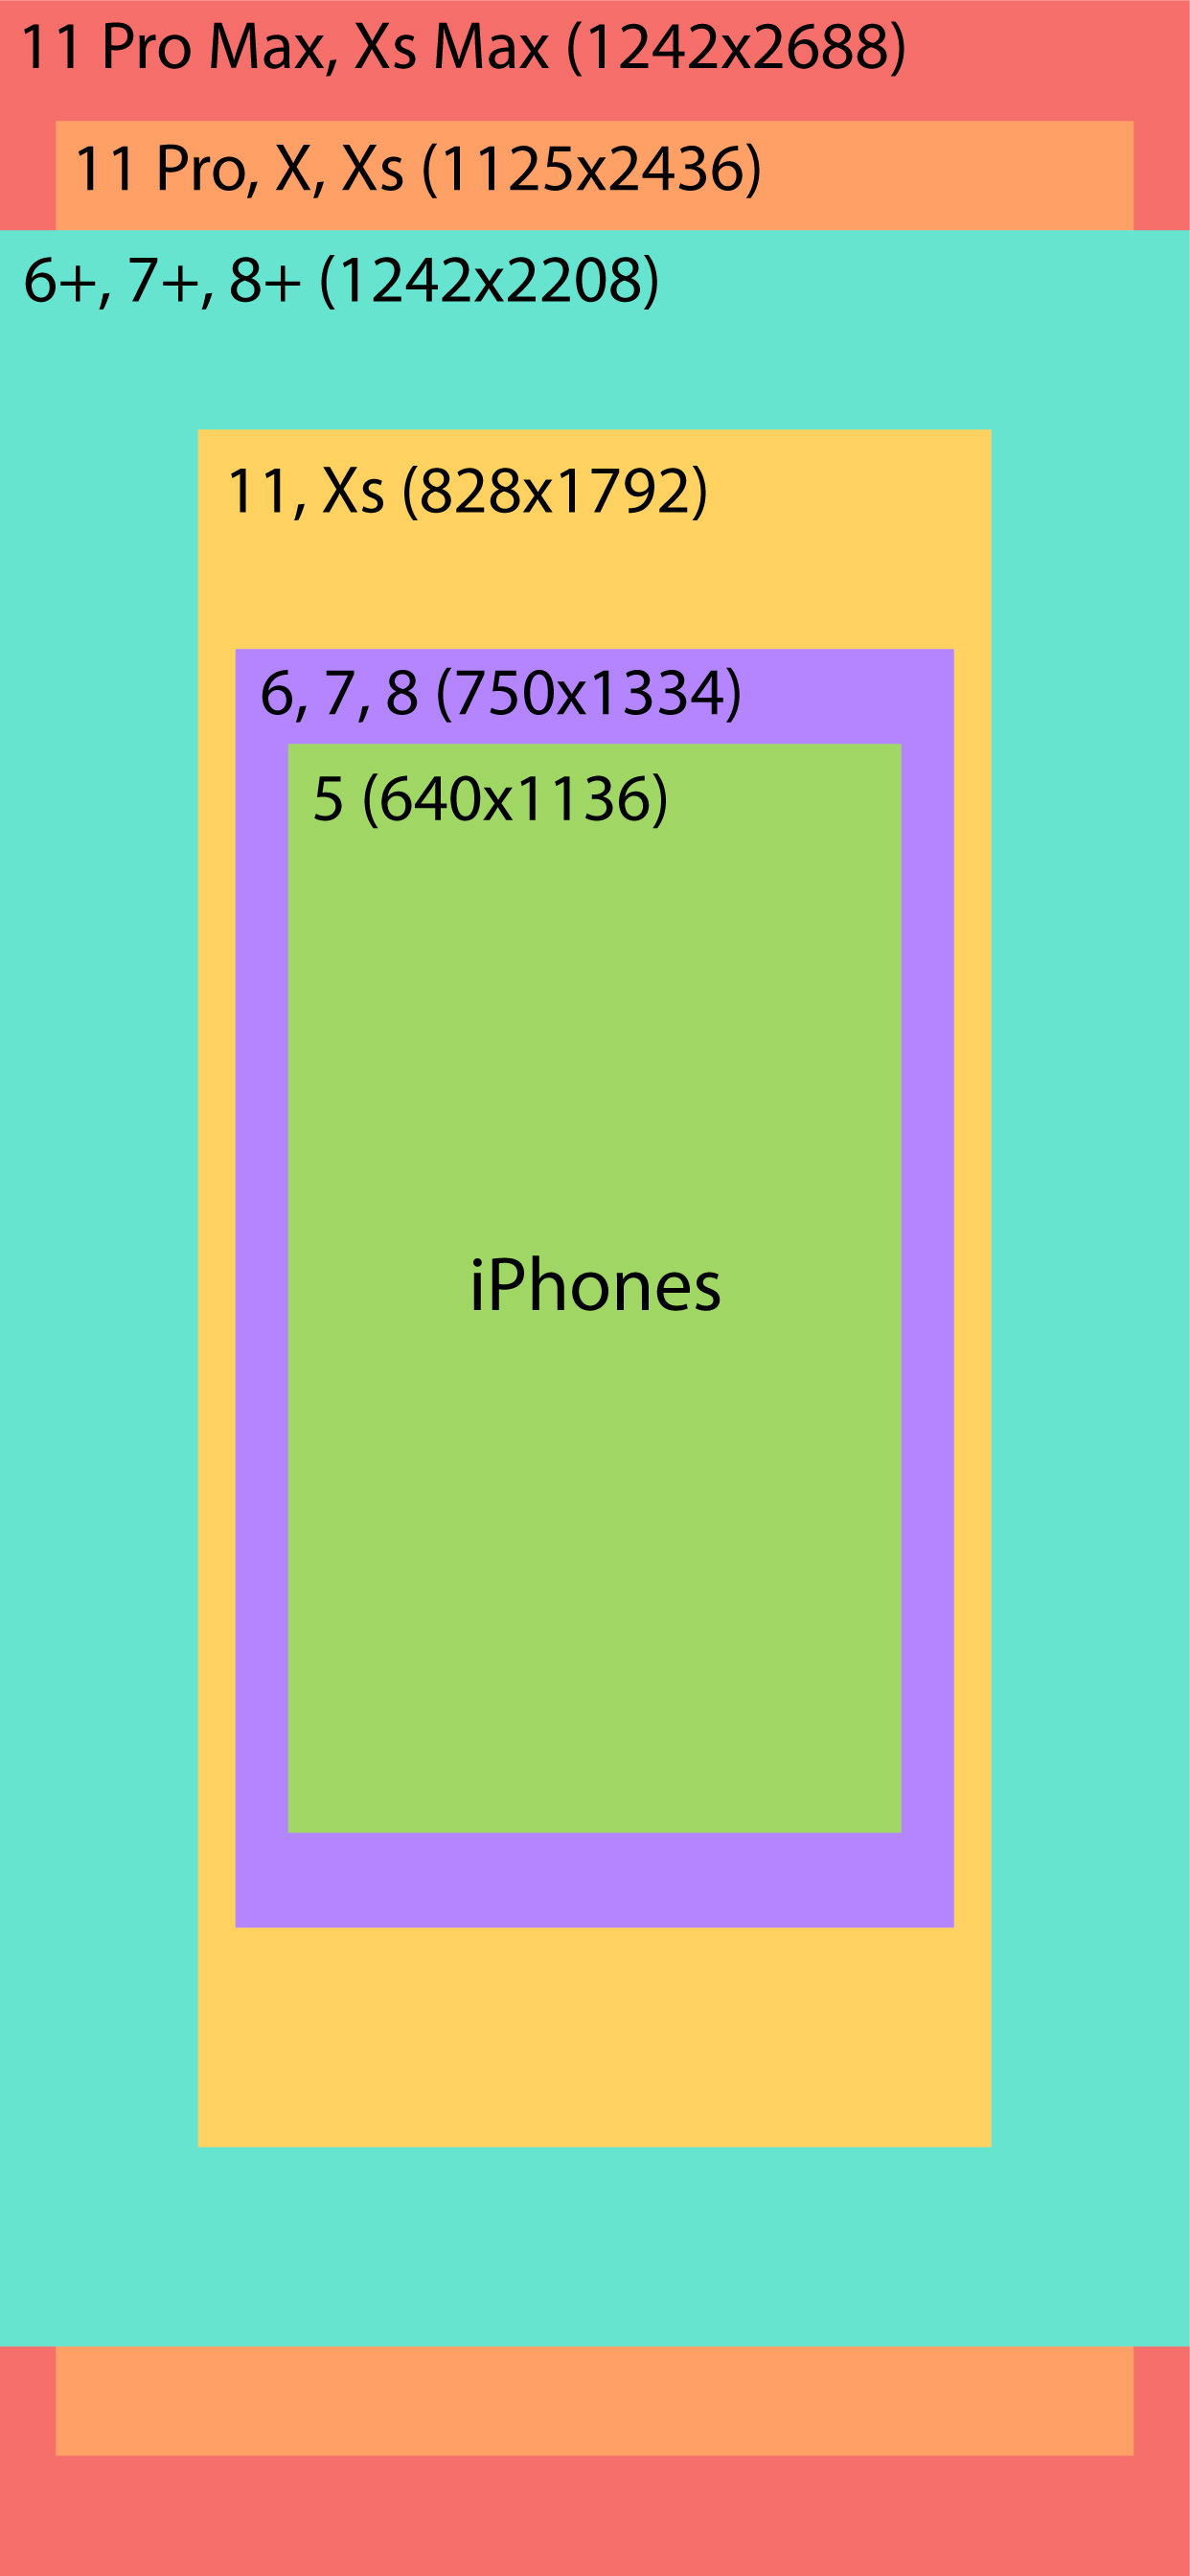 11 Pro Max, Xs Max (1242x2688)
11 Pro, X, Xs (1125x2436)
6+, 7+, 8+ (1242x2208)
11, Xs (828x1792)
6, 7, 8 (750x1334)
5 (640x1136)
iPhones